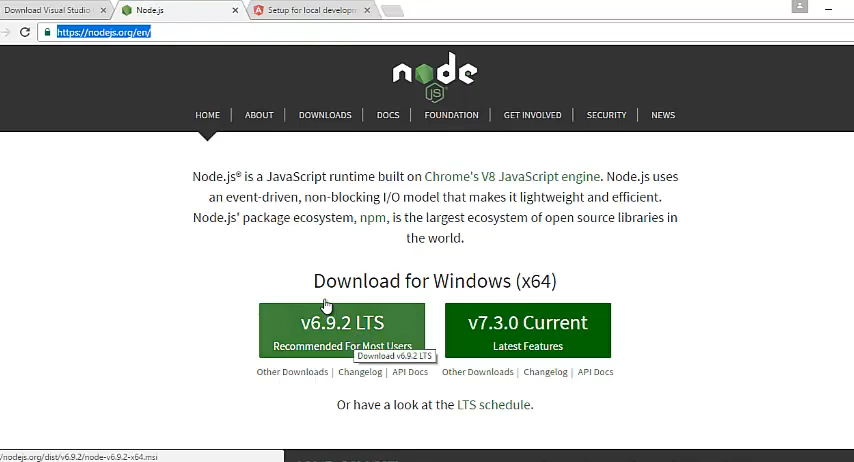 Download Visual Studio
Node.js
Setup for local developm
https://nodejs.org/en/
node
JS
HOME
ABOUT
DOWNLOADS
DOCS
FOUNDATION
GET INVOLVED
SECURITY
NEWS
Node.js® is a JavaScript runtime built on Chrome's V8 JavaScript engine. Node.js uses
an event-driven, non-blocking I/O model that makes it lightweight and efficient.
Node.js' package ecosystem, npm, is the largest ecosystem of open source libraries in
the world.
Download for Windows (x64)
v6.9.2 LTS
Recommended For Most Users
v7.3.0 Current
Latest Features
Download v6.9.2 LTS
Other Downloads | Changelog | API Docs
Other Downloads | Changelog | API Docs
Or have a look at the LTS schedule.
/nodejs.org/dist/v6.9.2/node-v6.9.2-x64.msi